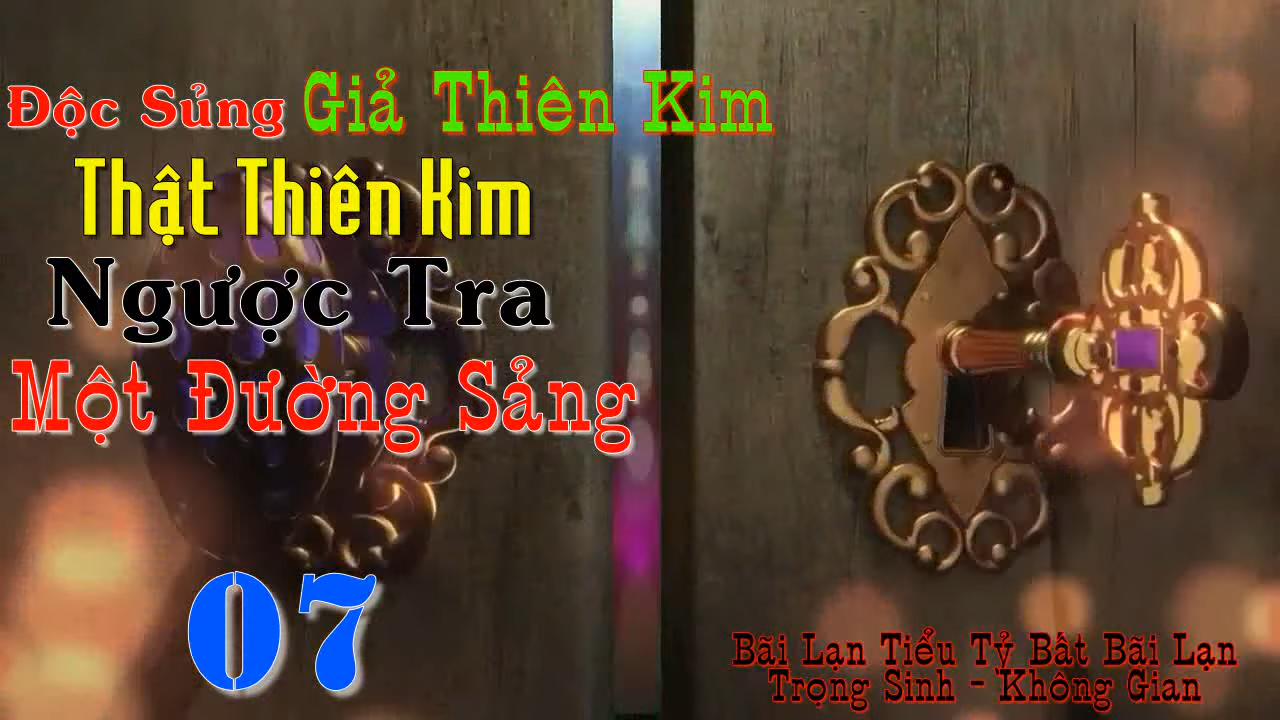 Độc Sủng Giả Thiên Kim
Thật Thiên Kim
Ngược Tra
Một Đường Sảng
07
Bãi Lạn Tiểu Tỷ Bât Bãi Lạn
Trọng Sinh - Không Gian